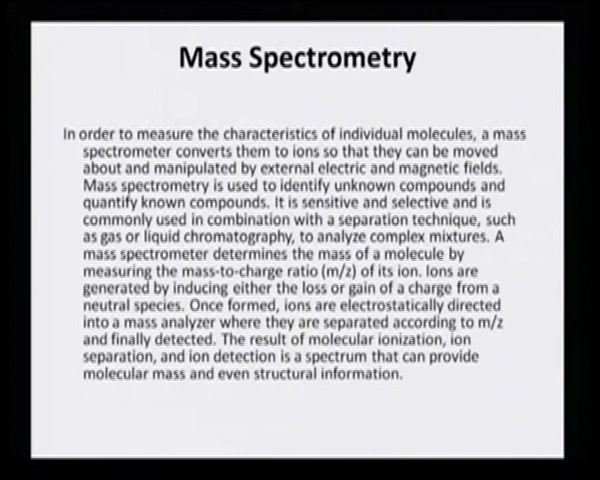 Mass Spectrometry
In order to measure the characteristics of individual molecules, a mass
spectrometer converts them to ions so that they can be moved
about and manipulated by external electric and magnetic fields.
Mass spectrometry is used to identify unknown compounds and
quantify known compounds. It is sensitive and selective and is
commonly used in combination with a separation technique, such
as gas or liquid chromatography, to analyze complex mixtures. A
mass spectrometer determines the mass of a molecule by
measuring the mass-to-charge ratio (m/z) of its ion. Ions are
generated by inducing either the loss or gain of a charge from a
neutral species. Once formed, ions are electrostatically directed
into a mass analyzer where they are separated according to m/z
and finally detected. The result of molecular ionization, ion
separation, and ion detection is a spectrum that can provide
molecular mass and even structural information.